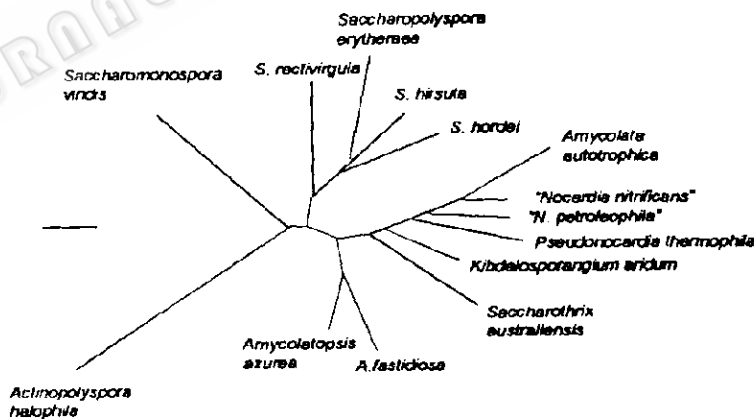 Saccharopolyspora
erytheraea
S. rectivirgula
Saccharomonospora
viridis
S. hirsuta
S. hordei
Amycolata
autotrophica
"Nocardia nitrificans"
"N. petroleophila"
Pseudonocardia thermophila
Kibdelosporangium aridum
Saccharothrix
australiensis
Amycolatopsis
azurea
A.fastidiosa
Actinopolyspora
halophila